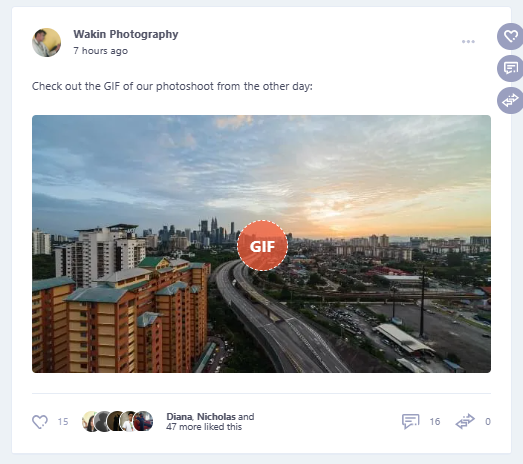 Wakin Photography
7 hours ago
Check out the GIF of our photoshoot from the other day:
GIF
15
Diana, Nicholas and
47 more liked this
16
0